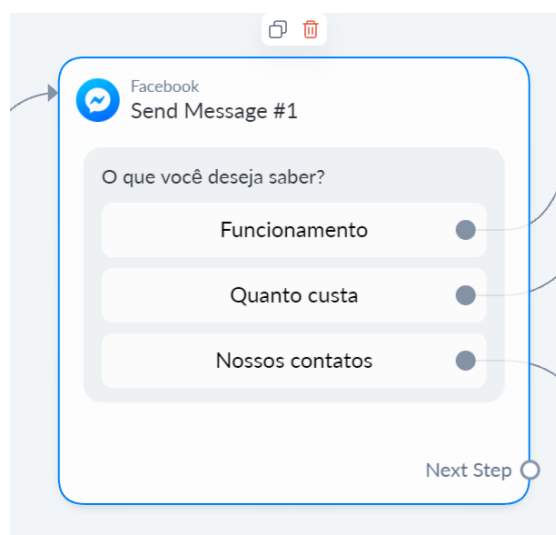 Facebook
Send Message #1
O que você deseja saber?
Funcionamento
Quanto custa
Nossos contatos
Next Step